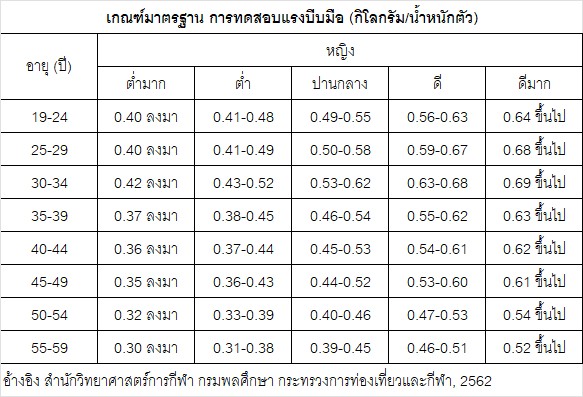 เกณฑ์มาตรฐาน การทดสอบแรงบีบมือ (กิโลกรัม/น้ำหนักตัว)
อายุ (ปี) หญิง
ต่ำมาก ต่ำ ปานกลาง ดี ดีมาก
19-24 0.40 ลงมา 0.41-0.48 0.49-0.55 0.56-0.63 0.64 ขึ้นไป
25-29 0.40 ลงมา 0.41-0.49 0.50-0.58 0.59-0.67 0.68 ขึ้นไป
30-34 0.42 ลงมา 0.43-0.52 0.53-0.62 0.63-0.68 0.69 ขึ้นไป
35-39 0.37 ลงมา 0.38-0.45 0.46-0.54 0.55-0.62 0.63 ขึ้นไป
40-44 0.36 ลงมา 0.37-0.44 0.45-0.53 0.54-0.61 0.62 ขึ้นไป
45-49 0.35 ลงมา 0.36-0.43 0.44-0.52 0.53-0.60 0.61 ขึ้นไป
50-54 0.32 ลงมา 0.33-0.39 0.40-0.46 0.47-0.53 0.54 ขึ้นไป
55-59 0.30 ลงมา 0.31-0.38 0.39-0.45 0.46-0.51 0.52 ขึ้นไป
อ้างอิง สำนักวิทยาศาสตร์การกีฬา กรมพลศึกษา กระทรวงการท่องเที่ยวและกีฬา, 2562